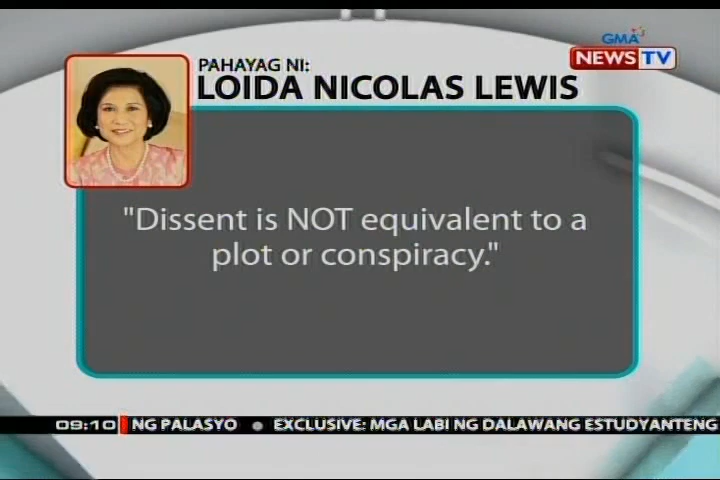 GMA
NEWS TV
PAHAYAG NI:
LOIDA NICOLAS LEWIS
"Dissent is NOT equivalent to a
plot or conspiracy."
09:10 NG PALASYO ● EXCLUSIVE: MGA LABI NG DALAWANG ESTUDYANTENG